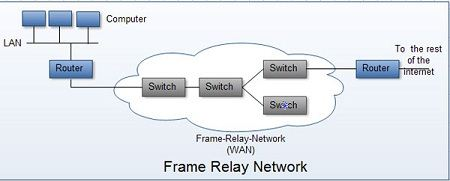 Computer
LAN
Router
Switch
Switch
Switch
Switch
Router
To the rest
of the
internet
Frame-Relay-Network
(WAN)
Frame Relay Network